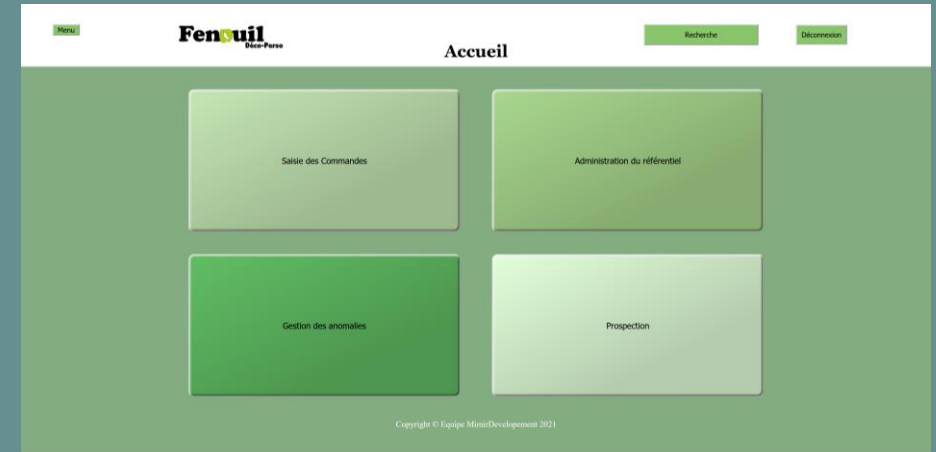 Menu
Fenouil
Déco-Perso
Accueil
Recherche
Déconnexion
Saisie des Commandes
Administration du référentiel
Gestion des anomalies
Prospection
Copyright © Equipe MimirDevelopement 2021